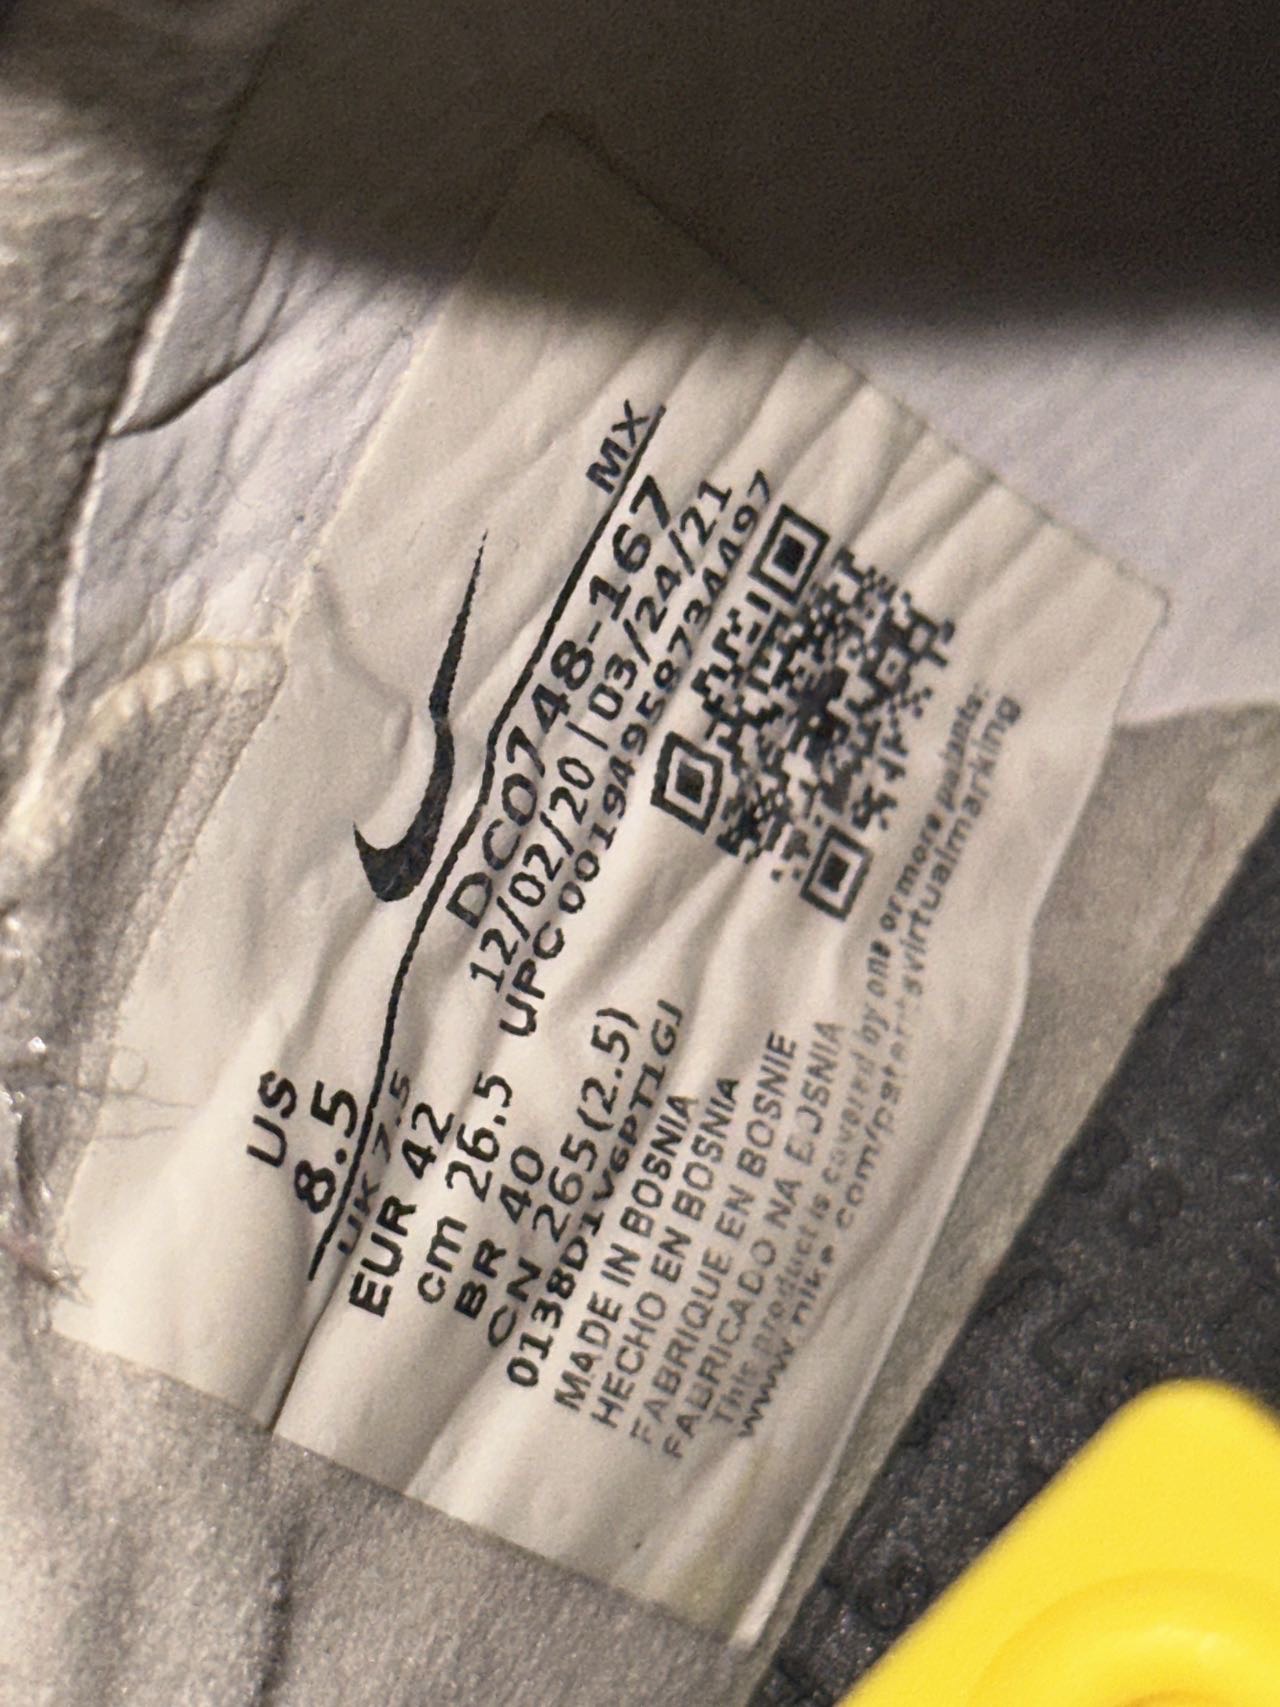 US
8.5
MX
UK 7.5
EUR 42
cm 26.5
BR 40
CN 265(2.5)
DC0748-167
12/02/20 | 03/24/21
UPC 00194958734497
0138D1V6PT1GJ
MADE IN BOSNIA
HECHO EN BOSNIA
FABRIQUE EN BOSNIE
FABRICADO NA BOSNIA
This product is covered by one or more patents:
www.nike.com/patentsvirtualmarking